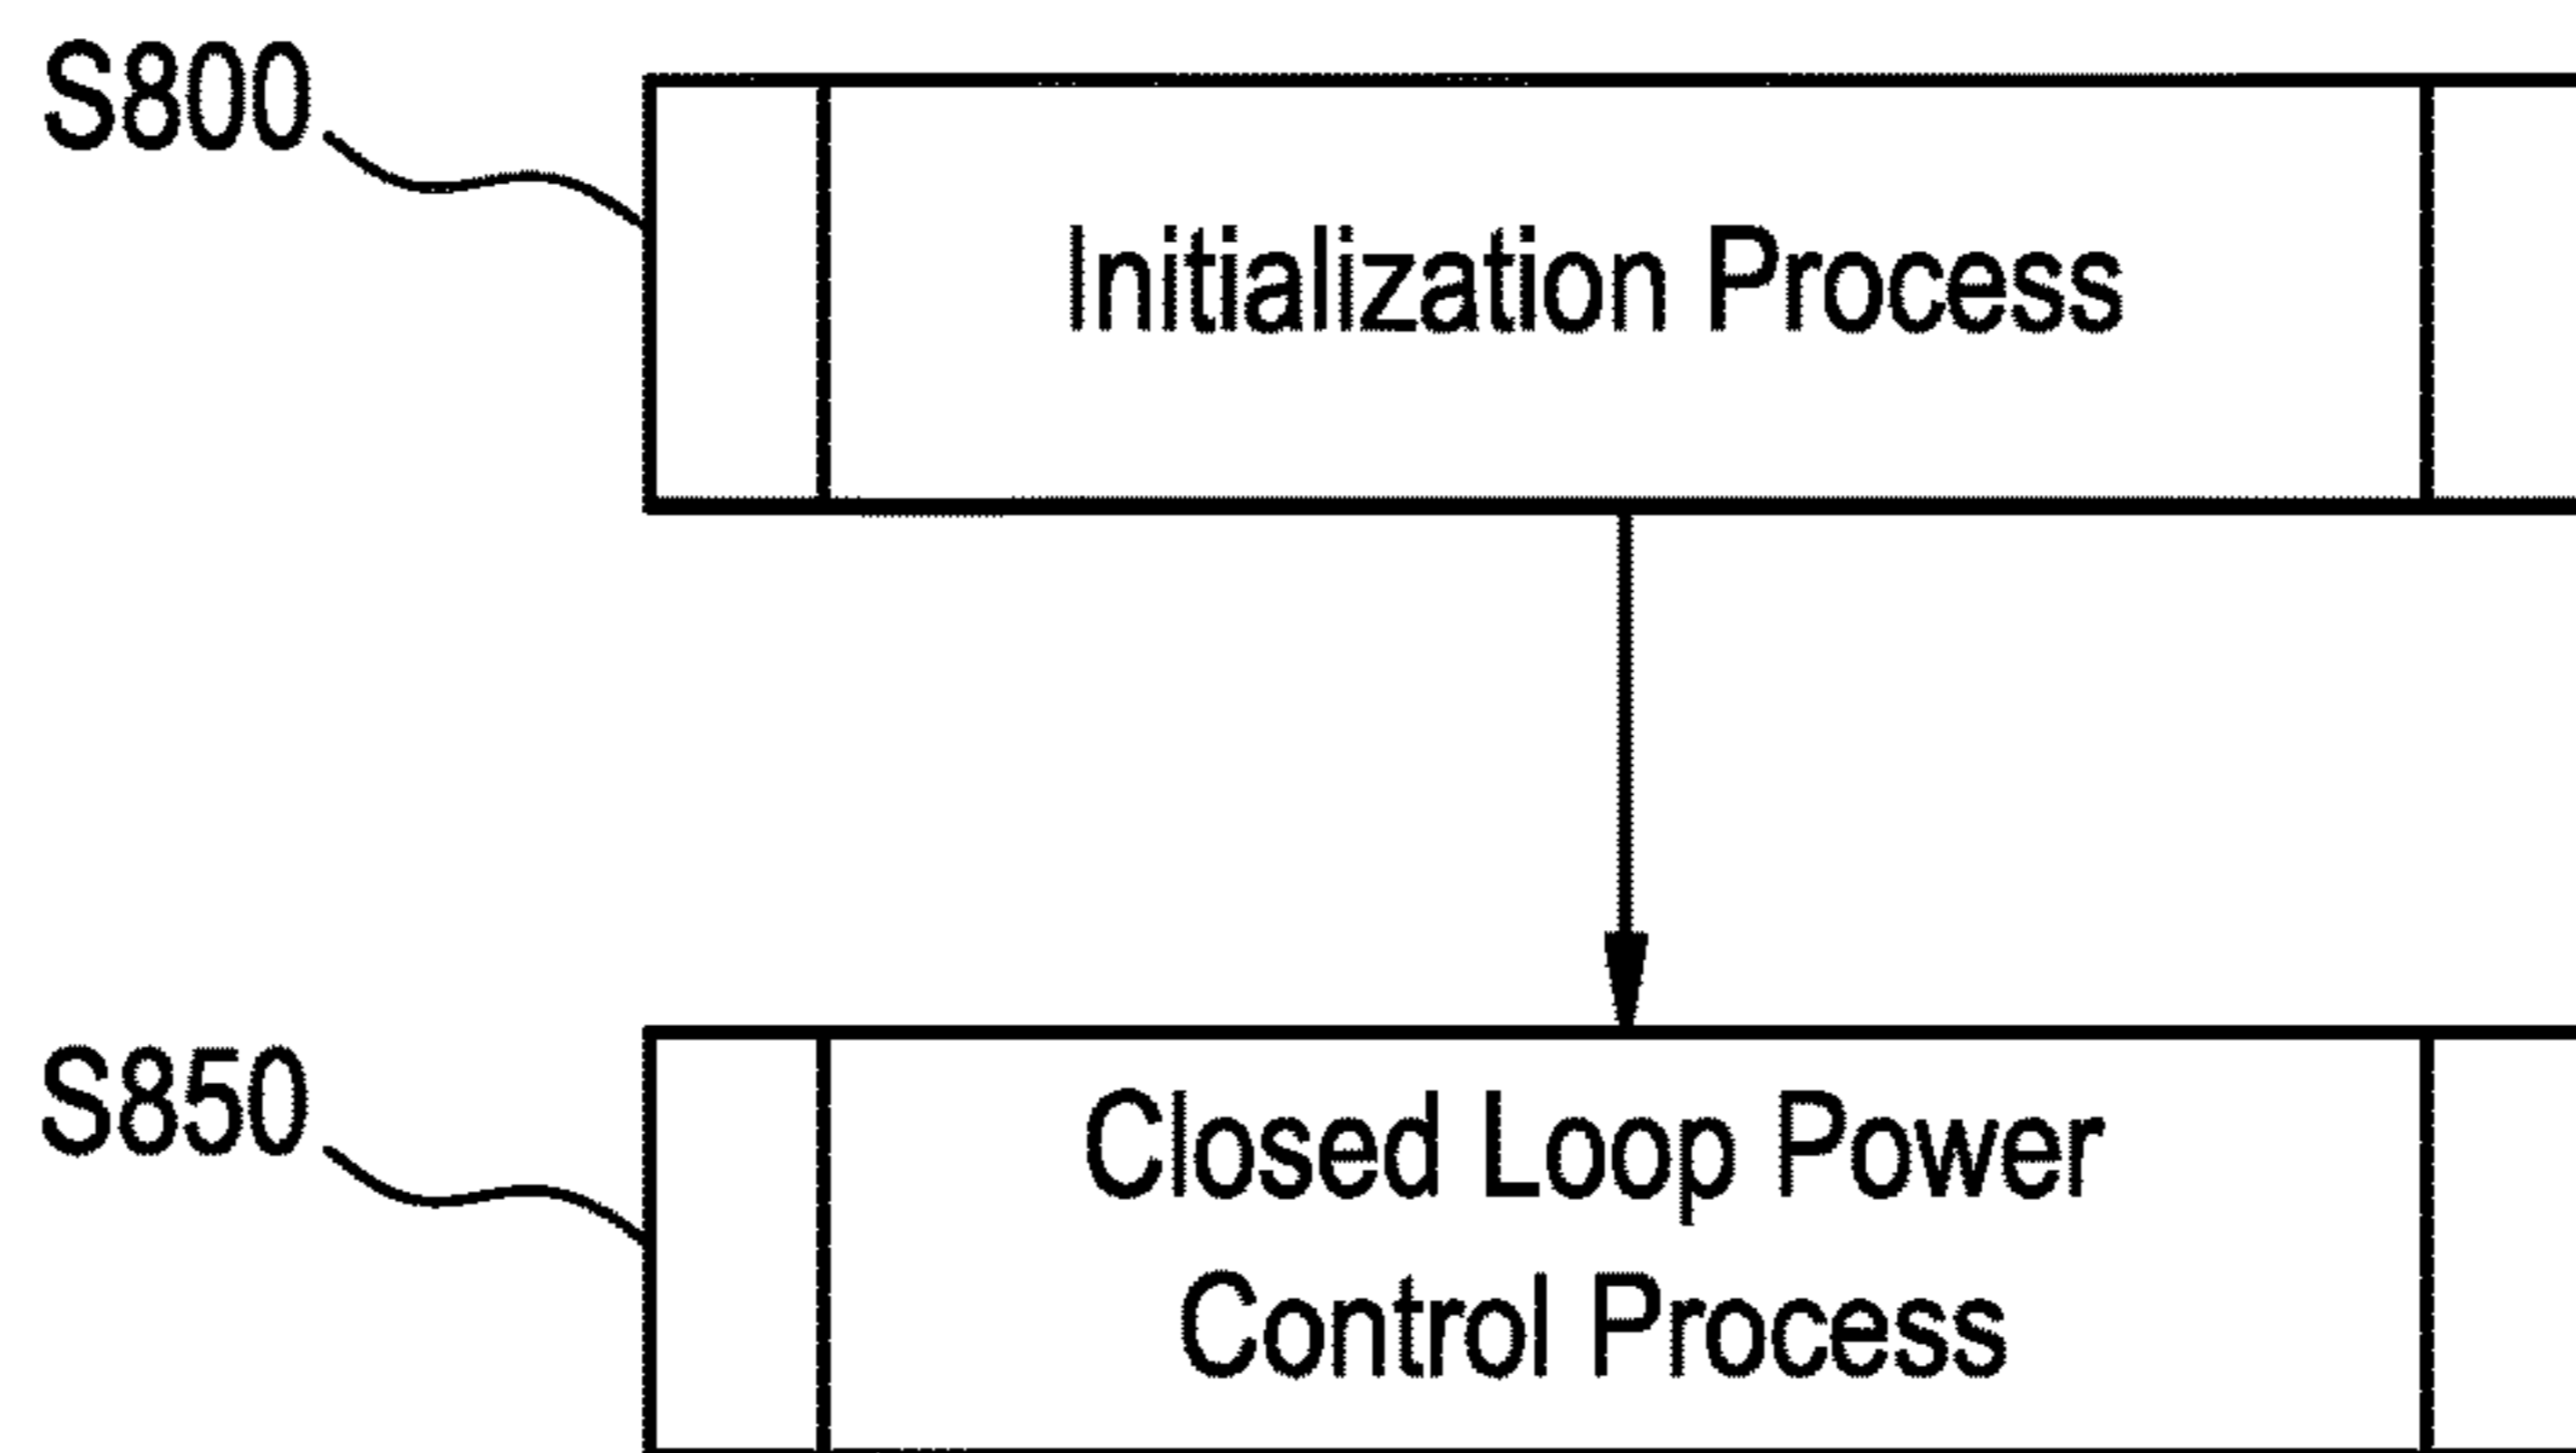 S800
Initialization Process
S850
Closed Loop Power
Control Process